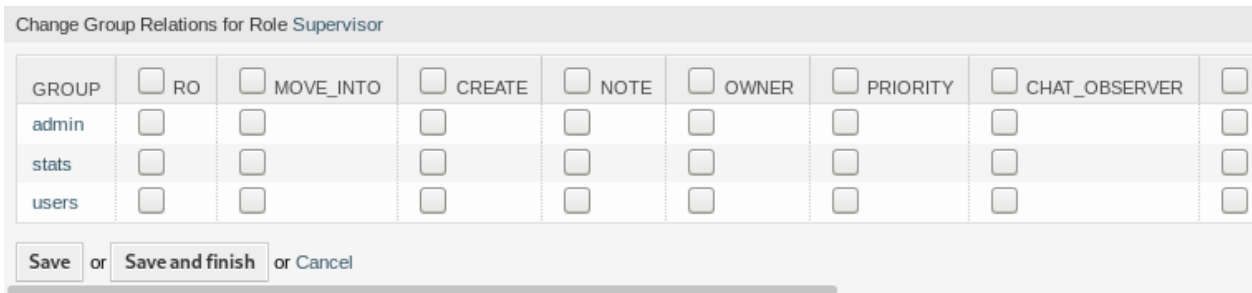 Change Group Relations for Role Supervisor
GROUP RO MOVE_INTO CREATE NOTE OWNER PRIORITY CHAT_OBSERVER
admin
stats
users
Save or Save and finish or Cancel